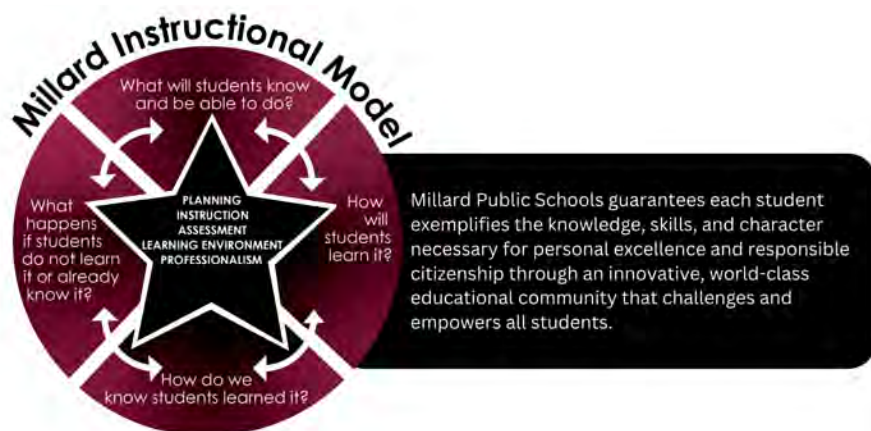 Millard Instructional Model
What will students know
and be able to do?
PLANNING
INSTRUCTION
ASSESSMENT
LEARNING ENVIRONMENT
PROFESSIONALISM
What
happens
if students
do not learn
it or already
know it?
How
will
students
learn it?
How do we
know students learned it?
Millard Public Schools guarantees each student
exemplifies the knowledge, skills, and character
necessary for personal excellence and responsible
citizenship through an innovative, world-class
educational community that challenges and
empowers all students.